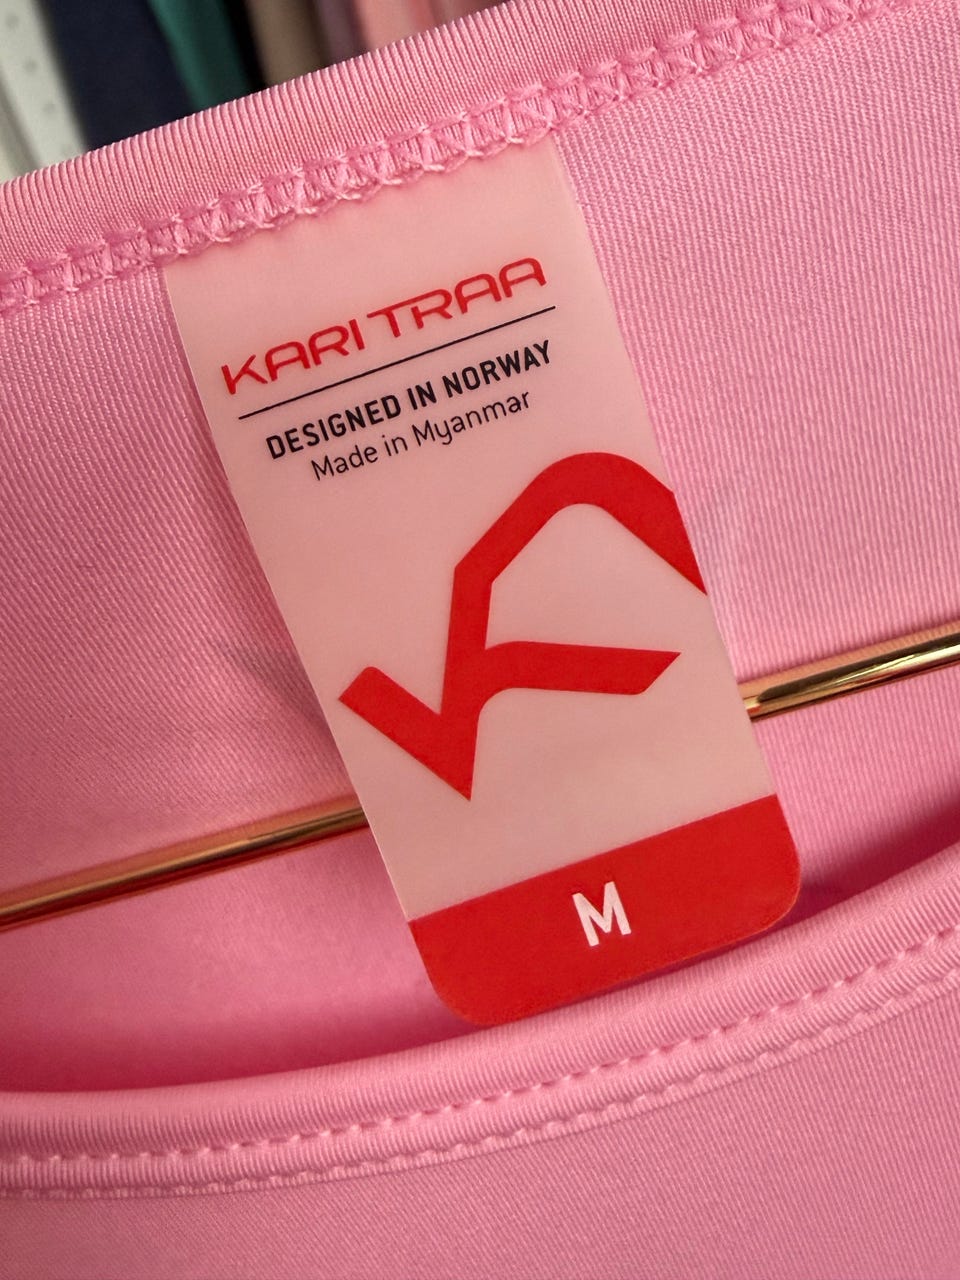 KARI TRAA
DESIGNED IN NORWAY
Made in Myanmar
M